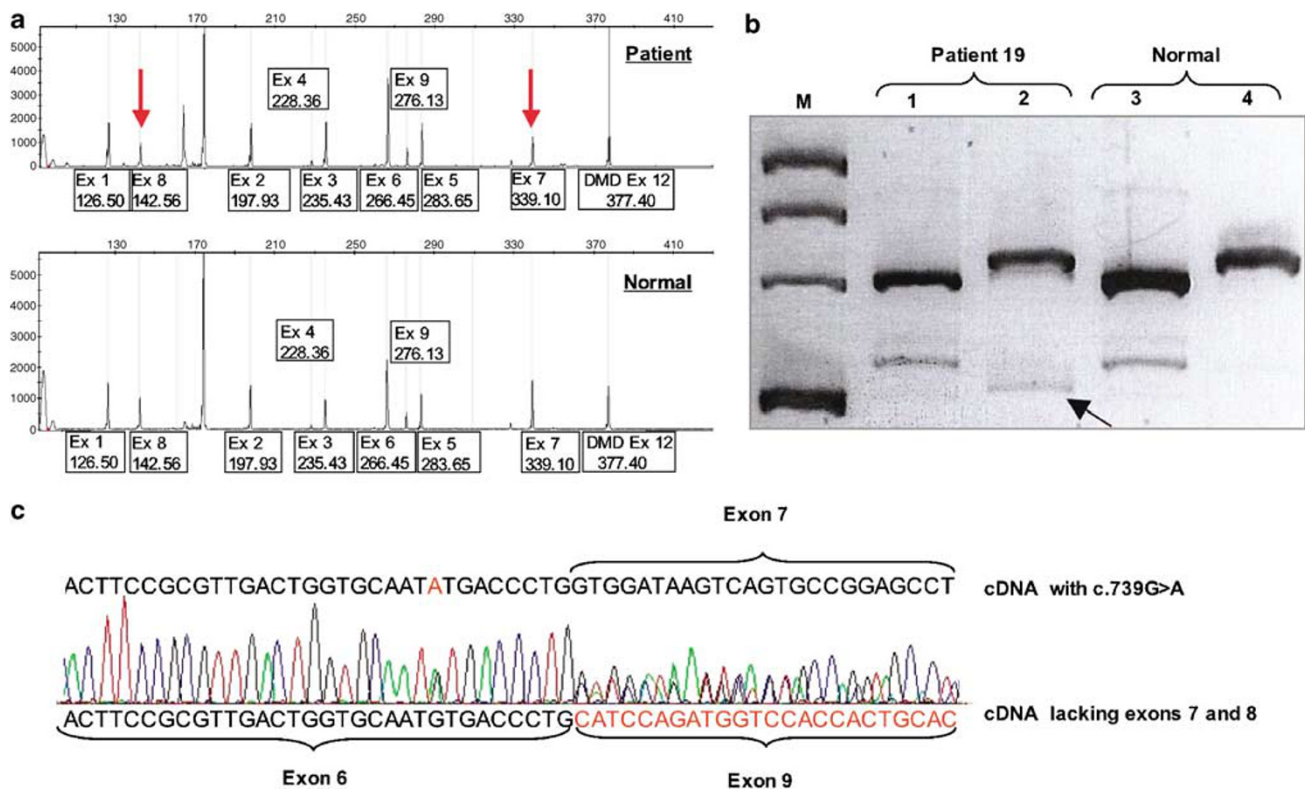 a
130 170 210 250 290 330 370 410
Patient
5000
4000
3000
2000
1000
0
Ex 4
228.36
Ex 9
276.13
Ex 1
126.50
Ex 8
142.56
Ex 2
197.93
Ex 3
235.43
Ex 6
266.45
Ex 5
283.65
Ex 7
339.10
DMD Ex 12
377.40
130 170 210 250 290 330 370 410
Normal
5000
4000
3000
2000
1000
0
Ex 4
228.36
Ex 9
276.13
Ex 1
126.50
Ex 8
142.56
Ex 2
197.93
Ex 3
235.43
Ex 6
266.45
Ex 5
283.65
Ex 7
339.10
DMD Ex 12
377.40
b
Patient 19 Normal
M 1 2 3 4
c
Exon 7
ACTTCCGCGTTGACTGGTGCAATATGACCCTGGTGGATAAGTCAGTGCCGGAGCCT cDNA with c.739G>A
ACTTCCGCGTTGACTGGTGCAATGTGACCCTGCATCCAGATGGTCCACCACTGCAC cDNA lacking exons 7 and 8
Exon 6 Exon 9